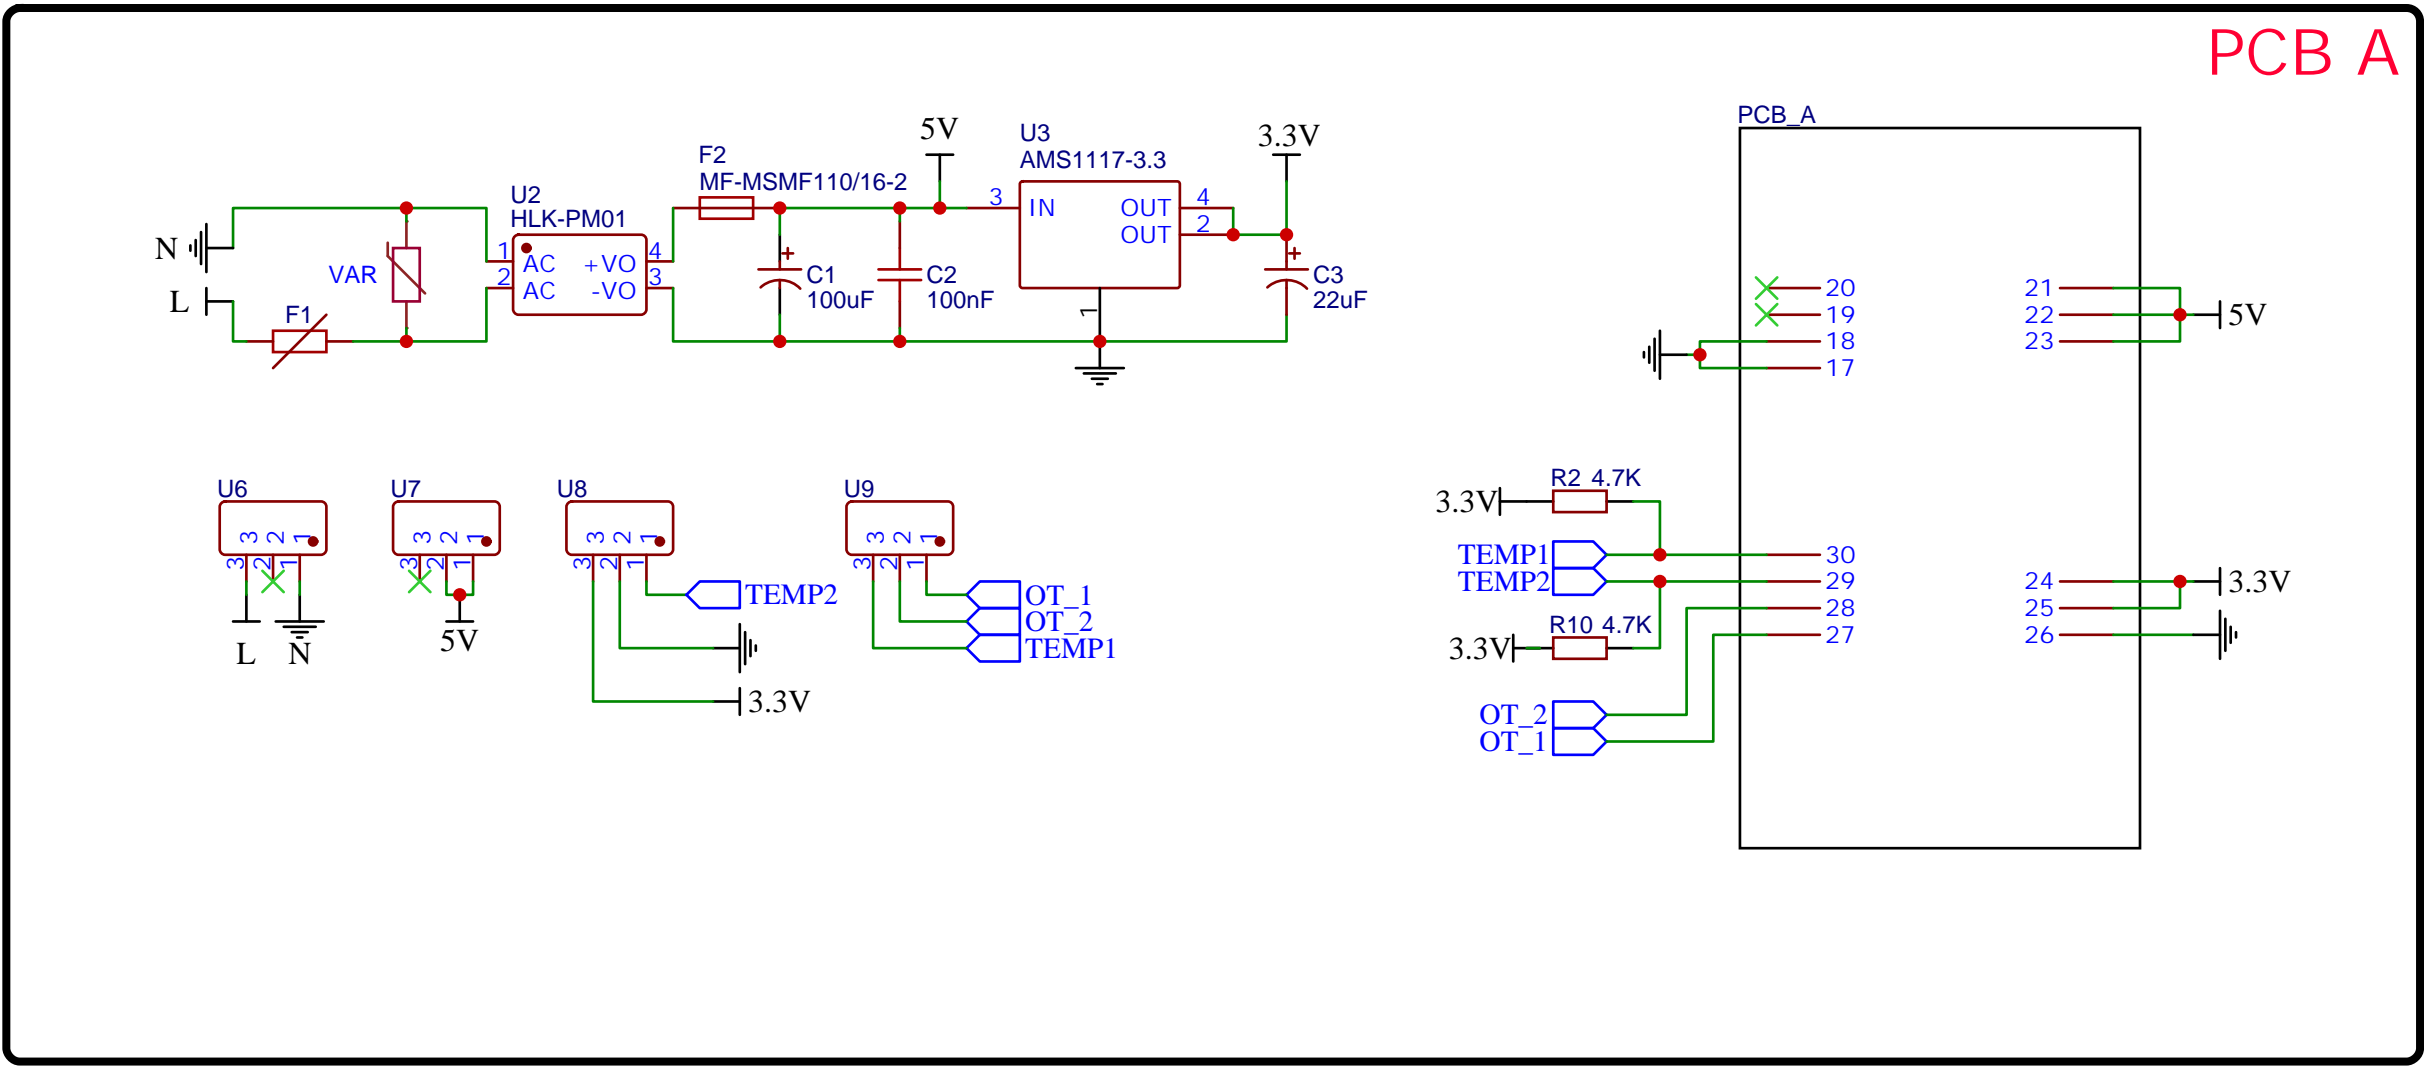 PCB A
N
L
VAR
F1
U2
HLK-PM01
1
2
AC
AC
+VO
-VO
4
3
F2
MF-MSMF110/16-2
5V
C1
100uF
C2
100nF
U3
AMS1117-3.3
3
IN
OUT
OUT
4
2
1
3.3V
C3
22uF
PCB_A
20
19
18
17
21
22
23
5V
U6
3 2 1
3 2 1
L N
U7
3 2 1
3 2 1
5V
U8
3 2 1
3 2 1
TEMP2
3.3V
U9
3 2 1
3 2 1
OT_1
OT_2
TEMP1
R2 4.7K
3.3V
TEMP1
TEMP2
R10 4.7K
3.3V
OT_2
OT_1
30
29
28
27
24
25
26
3.3V